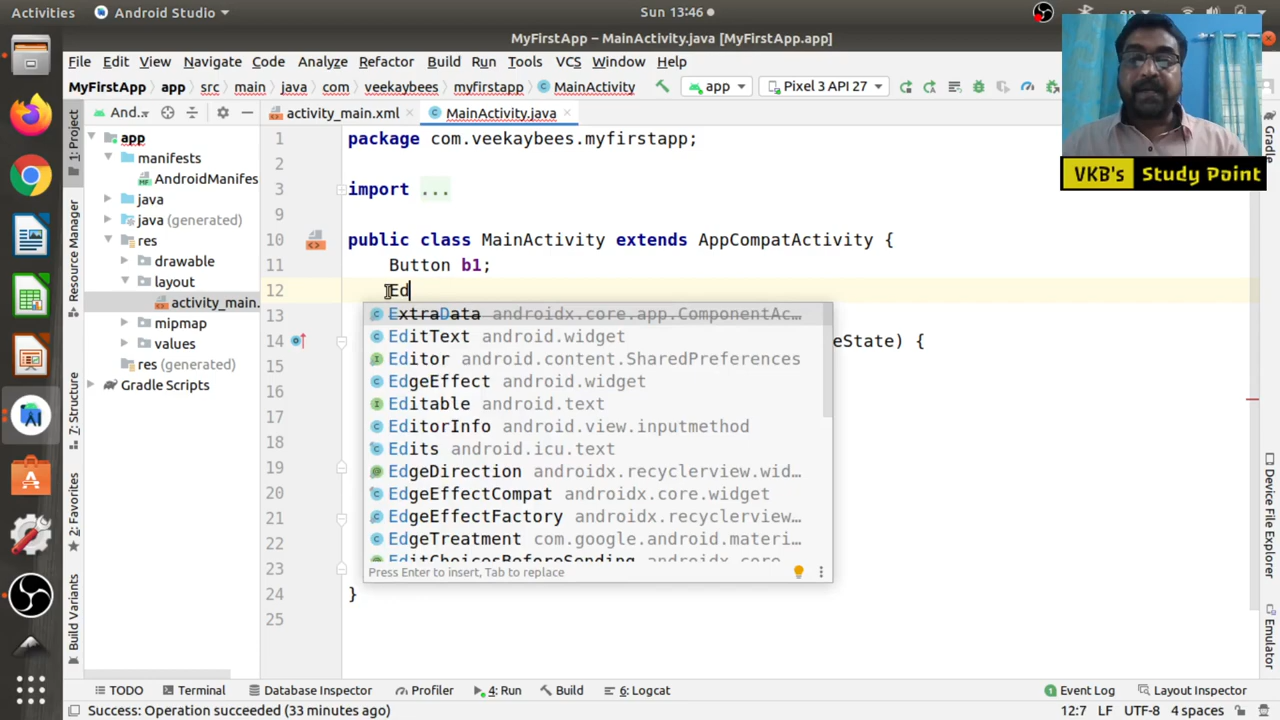 Activities
Android Studio
Sun 13:46
MyFirstApp – MainActivity.java [MyFirstApp.app]
File Edit View Navigate Code Analyze Refactor Build Run Tools VCS Window Help
MyFirstApp app src main java com veekaybees myfirstapp MainActivity
app
Pixel 3 API 27
VKB's Study Point
And..
activity_main.xml
MainActivity.java
1: Project
Resource Manager
7: Structure
2: Favorites
Build Variants
app
manifests
AndroidManifes
java
java (generated)
res
drawable
layout
activity_main.
mipmap
values
res (generated)
Gradle Scripts
1 package com.veekaybees.myfirstapp;
2
3 import ...
9
10 public class MainActivity extends AppCompatActivity {
11 Button b1;
12 Ed
13
14 eState) {
15
16
17
18
19
20
21
22
23
24 }
25
ExtraData androidx.core.app.ComponentAc...
EditText android.widget
Editor android.content.SharedPreferences
EdgeEffect android.widget
Editable android.text
EditorInfo android.view.inputmethod
Edits android.icu.text
EdgeDirection androidx.recyclerview.wid...
EdgeEffectCompat androidx.core.widget
EdgeEffectFactory androidx.recyclerview...
EdgeTreatment com.google.android.materi...
EditChoicesBeforeSending androidx.core
Press Enter to insert, Tab to replace
Gradle
Device File Explorer
Emulator
TODO
Terminal
Database Inspector
Profiler
4: Run
Build
6: Logcat
1 Event Log
Layout Inspector
Success: Operation succeeded (33 minutes ago)
12:7 LF UTF-8 4 spaces